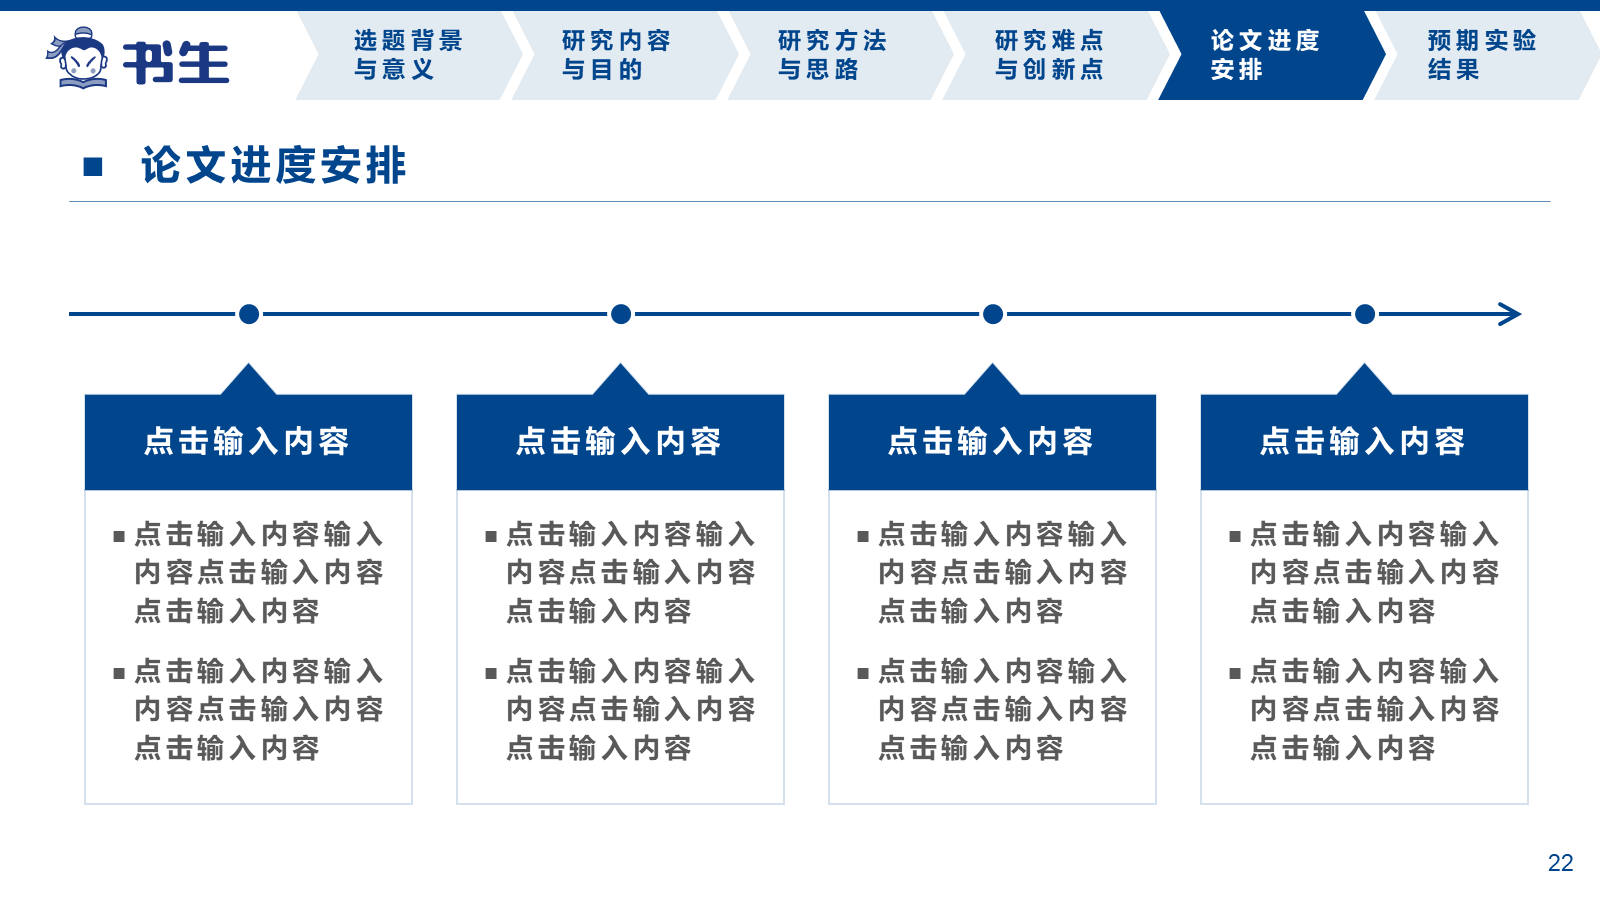 书生
选题背景
与意义
研究内容
与目的
研究方法
与思路
研究难点
与创新点
论文进度
安排
预期实验
结果
■ 论文进度安排
点击输入内容
▪点击输入内容输入
内容点击输入内容
点击输入内容
▪点击输入内容输入
内容点击输入内容
点击输入内容
点击输入内容
▪点击输入内容输入
内容点击输入内容
点击输入内容
▪点击输入内容输入
内容点击输入内容
点击输入内容
点击输入内容
▪点击输入内容输入
内容点击输入内容
点击输入内容
▪点击输入内容输入
内容点击输入内容
点击输入内容
点击输入内容
▪点击输入内容输入
内容点击输入内容
点击输入内容
▪点击输入内容输入
内容点击输入内容
点击输入内容
22